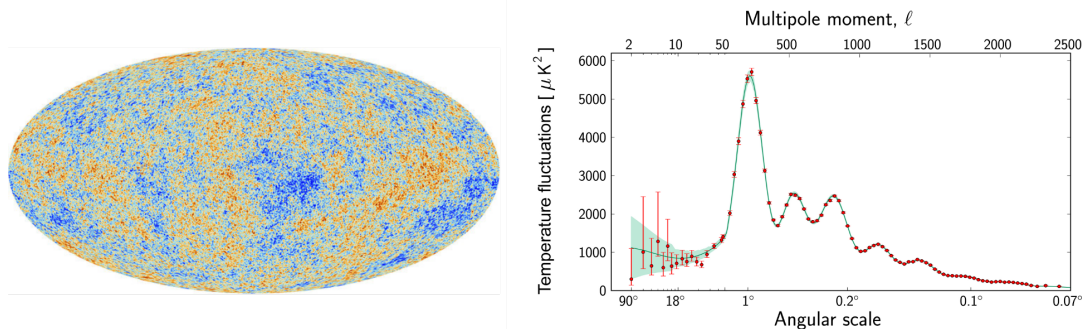 Multipole moment, ℓ
2 10 50 500 1000 1500 2000 2500
Temperature fluctuations [ μ K² ]
6000
5000
4000
3000
2000
1000
0
90° 18° 1° 0.2° 0.1° 0.07°
Angular scale